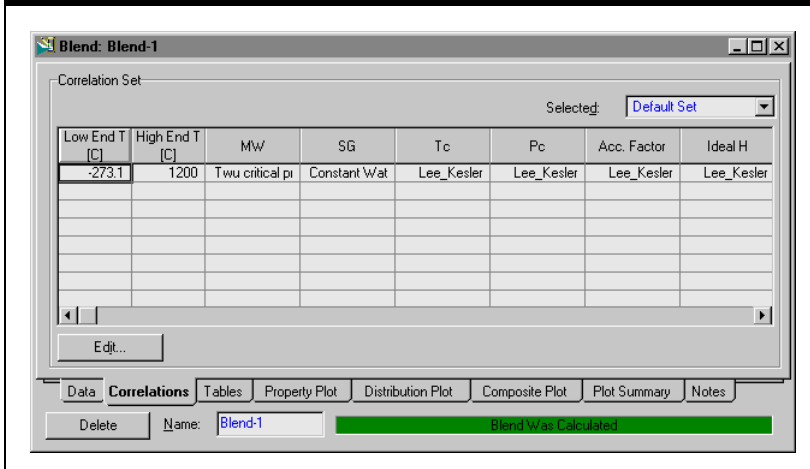 Blend: Blend-1
Correlation Set
Selected: Default Set
Low End T [C] High End T [C] MW SG Tc Pc Acc. Factor Ideal H
-273.1 1200 Twu critical pr Constant Wat Lee_Kesler Lee_Kesler Lee_Kesler Lee_Kesler
Edit...
Data Correlations Tables Property Plot Distribution Plot Composite Plot Plot Summary Notes
Delete Name: Blend-1 Blend Was Calculated